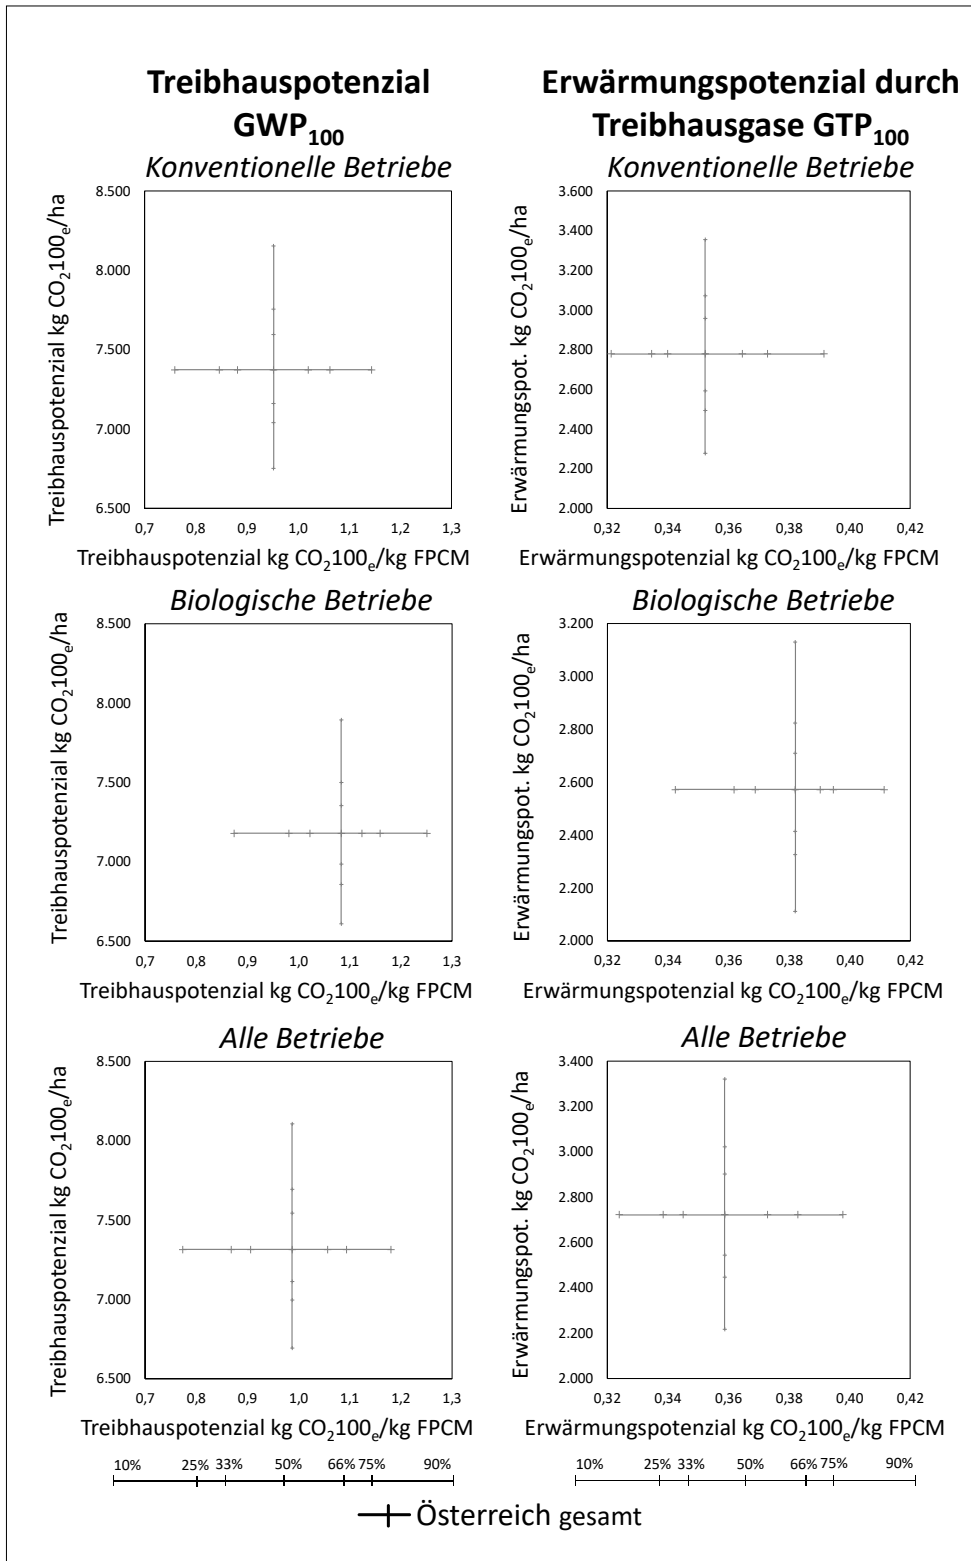 Treibhauspotenzial
GWP100
Konventionelle Betriebe
Treibhauspotenzial kg CO2100e/ha
8.500
8.000
7.500
7.000
6.500
0,7 0,8 0,9 1,0 1,1 1,2 1,3
Treibhauspotenzial kg CO2100e/kg FPCM
Erwärmungspotenzial durch
Treibhausgase GTP100
Konventionelle Betriebe
Erwärmungspot. kg CO2100e/ha
3.600
3.400
3.200
3.000
2.800
2.600
2.400
2.200
2.000
0,32 0,34 0,36 0,38 0,40 0,42
Erwärmungspotenzial kg CO2100e/kg FPCM
Biologische Betriebe
Treibhauspotenzial kg CO2100e/ha
8.500
8.000
7.500
7.000
6.500
0,7 0,8 0,9 1,0 1,1 1,2 1,3
Treibhauspotenzial kg CO2100e/kg FPCM
Biologische Betriebe
Erwärmungspot. kg CO2100e/ha
3.200
3.000
2.800
2.600
2.400
2.200
2.000
0,32 0,34 0,36 0,38 0,40 0,42
Erwärmungspotenzial kg CO2100e/kg FPCM
Alle Betriebe
Treibhauspotenzial kg CO2100e/ha
8.500
8.000
7.500
7.000
6.500
0,7 0,8 0,9 1,0 1,1 1,2 1,3
Treibhauspotenzial kg CO2100e/kg FPCM
Alle Betriebe
Erwärmungspot. kg CO2100e/ha
3.400
3.200
3.000
2.800
2.600
2.400
2.200
2.000
0,32 0,34 0,36 0,38 0,40 0,42
Erwärmungspotenzial kg CO2100e/kg FPCM
10% 25% 33% 50% 66% 75% 90%
10% 25% 33% 50% 66% 75% 90%
Österreich gesamt